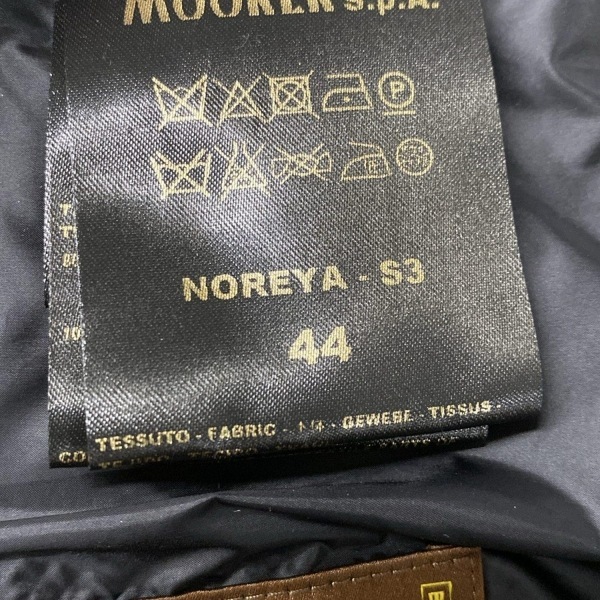 MOORER S.p.A.
NOREYA - S3
44
TESSUTO - FABRIC - - GEWEBE - TISSUS